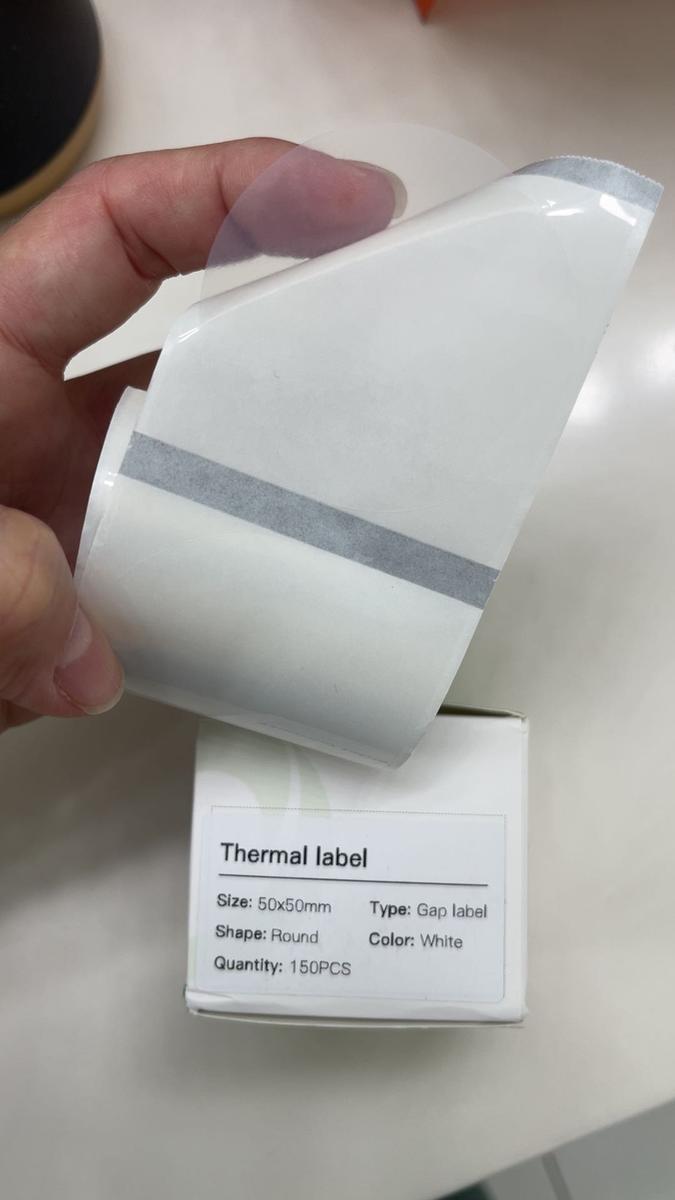 Thermal label
Size: 50x50mm Type: Gap label
Shape: Round Color: White
Quantity: 150PCS